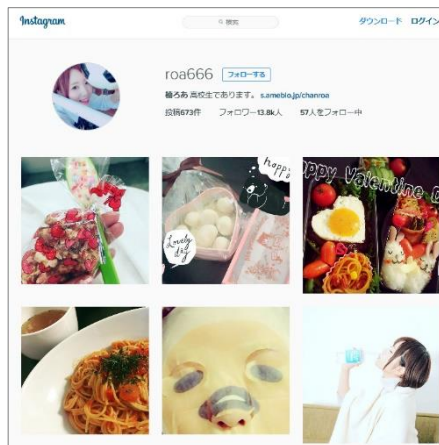 Instagram
検索
ダウンロード ログイン
roa666 フォローする
椿ろあ 高校生であります。 s.ameblo.jp/chanroa
投稿673件 フォロワー13.8k人 57人をフォロー中
happy
Lovely day
Happy Valentine D